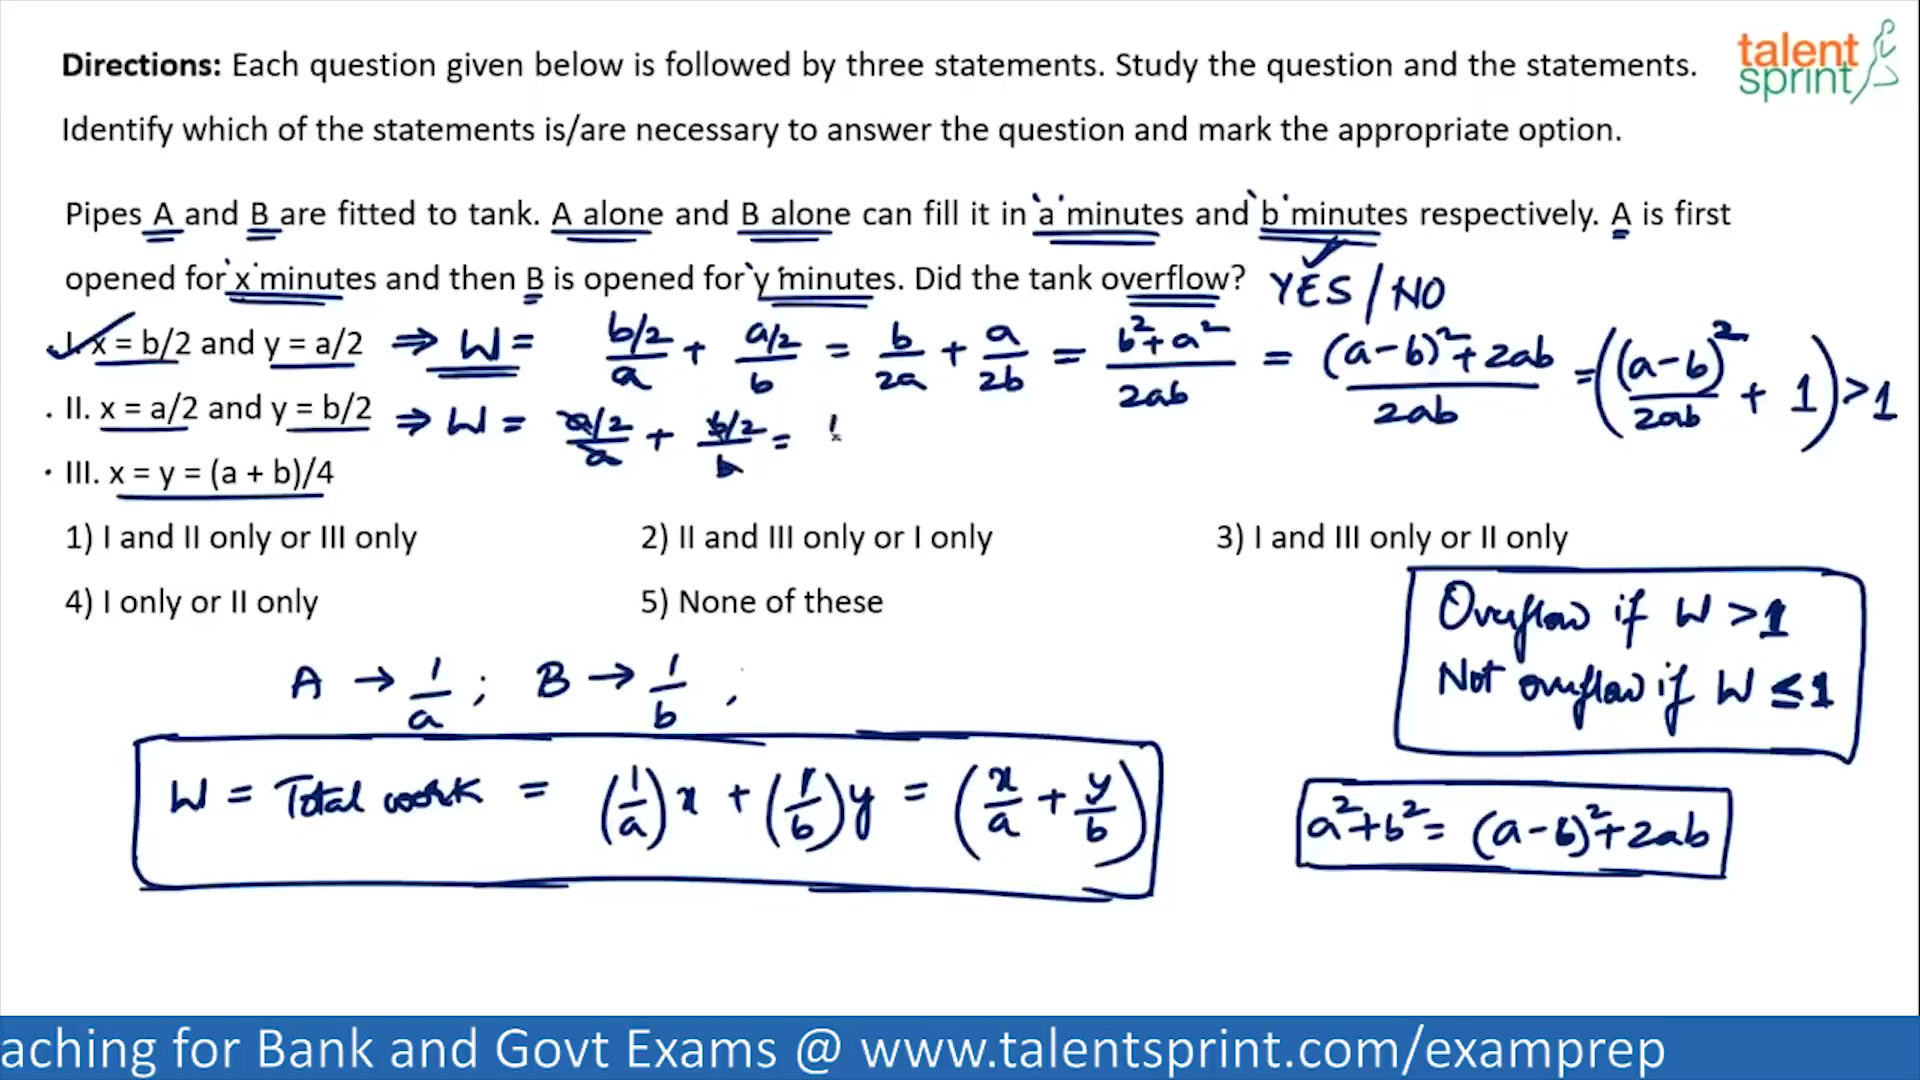 talent
sprint
Directions: Each question given below is followed by three statements. Study the question and the statements.
Identify which of the statements is/are necessary to answer the question and mark the appropriate option.
Pipes A and B are fitted to tank. A alone and B alone can fill it in 'a' minutes and 'b' minutes respectively. A is first
opened for 'x' minutes and then B is opened for 'y' minutes. Did the tank overflow? YES / NO
I. x = b/2 and y = a/2 ⇒ W = (b/2)/a + (a/2)/b = b/2a + a/2b = (b²+a²)/2ab = ((a-b)²+2ab)/2ab = ((a-b)²/2ab + 1) > 1
II. x = a/2 and y = b/2 ⇒ W = (a/2)/a + (b/2)/b =
III. x = y = (a + b)/4
1) I and II only or III only 2) II and III only or I only 3) I and III only or II only
4) I only or II only 5) None of these
Overflow if W > 1
Not overflow if W ≤ 1
A → 1/a ; B → 1/b ,
W = Total work = (1/a)x + (1/b)y = (x/a + y/b)
a²+b² = (a-b)²+2ab
aching for Bank and Govt Exams @ www.talentsprint.com/examprep